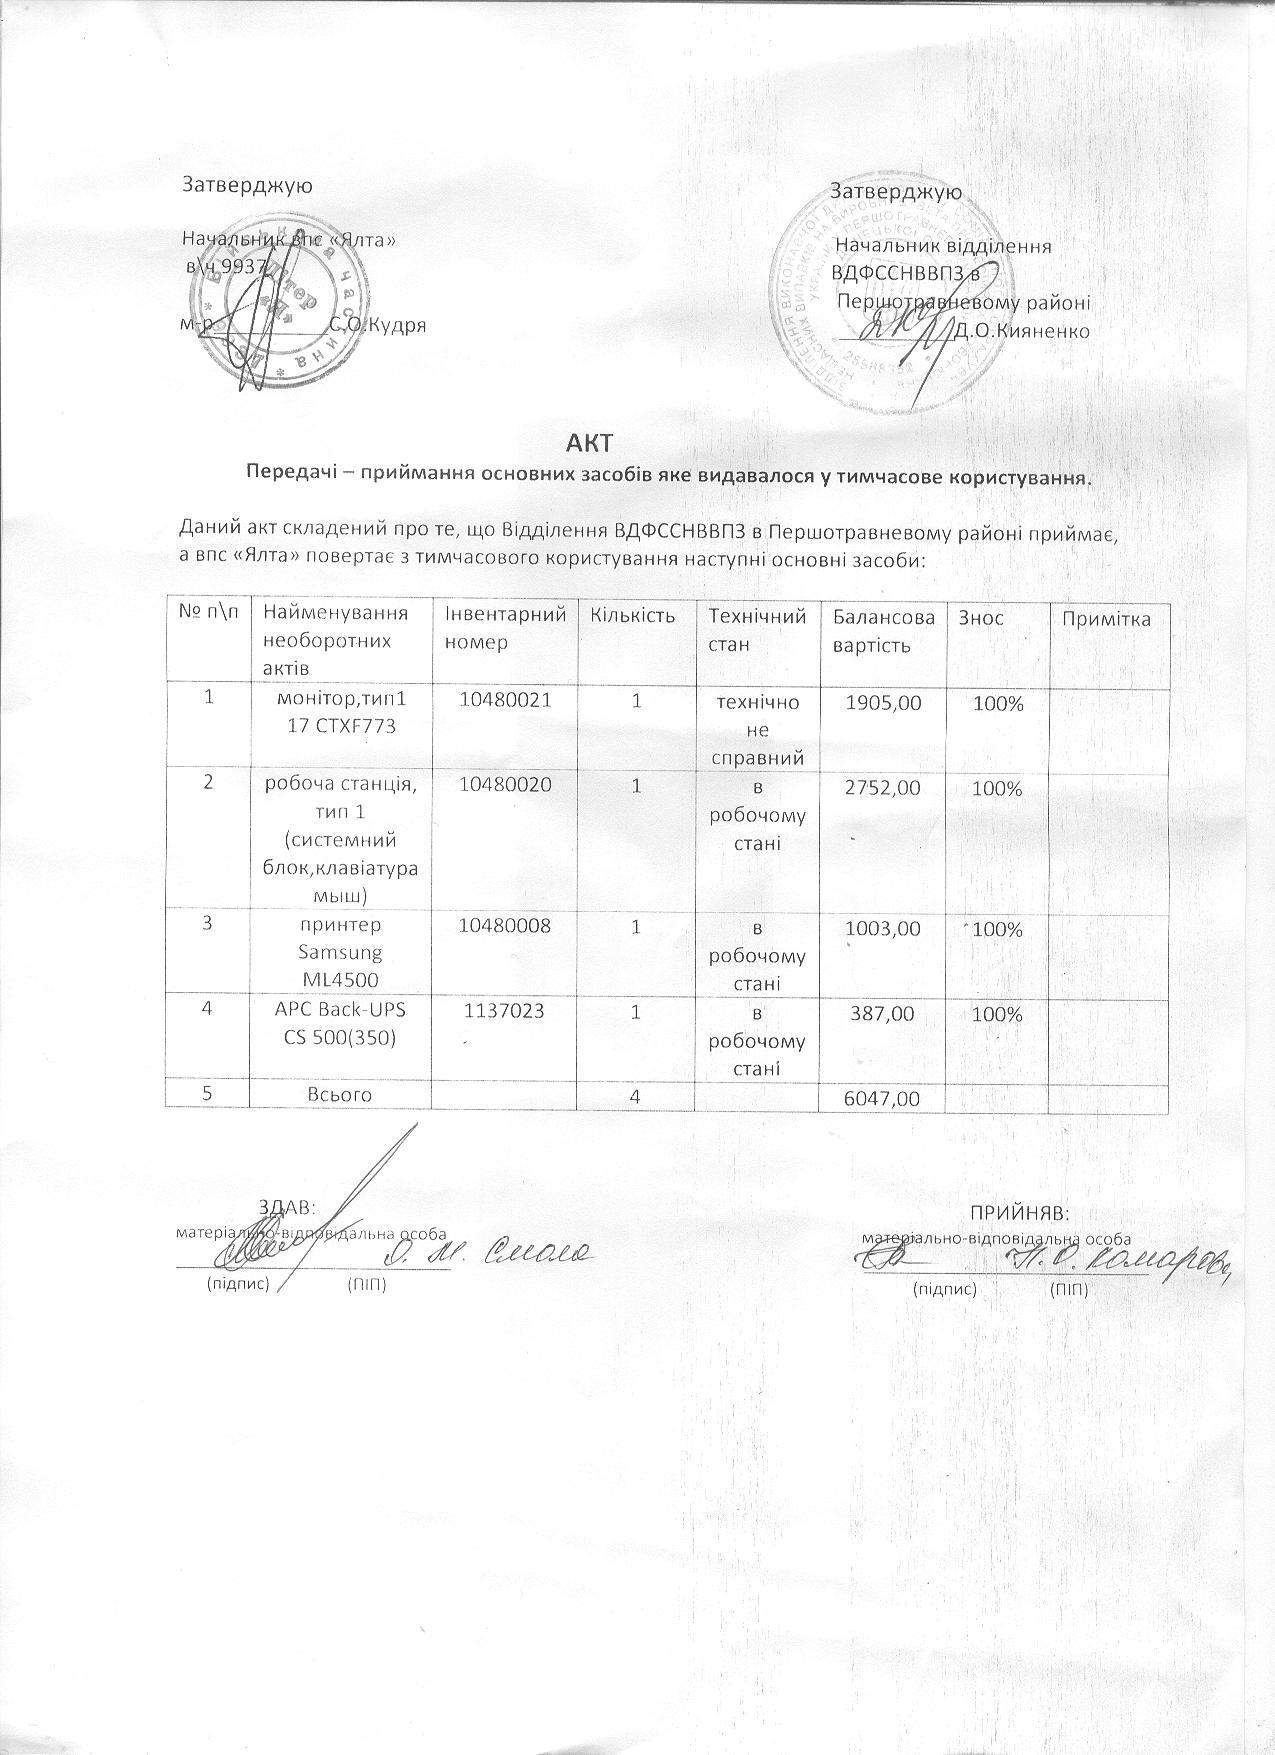 Затверджую
Начальник впс «Ялта»
в\ч 9937
м-р__________С.О.Кудря
Військова частина
Літер
«Д»
Затверджую
Начальник відділення
ВДФССНВВПЗ в
Першотравневому районі
__________Д.О.Кияненко
АКТ
Передачі – приймання основних засобів яке видавалося у тимчасове користування.
Даний акт складений про те, що Відділення ВДФССНВВПЗ в Першотравневому районі приймає,
а впс «Ялта» повертає з тимчасового користування наступні основні засоби:
№ п\п Найменування необоротних актів Інвентарний номер Кількість Технічний стан Балансова вартість Знос Примітка
1 монітор,тип1 17 CTXF773 10480021 1 технічно не справний 1905,00 100%
2 робоча станція, тип 1 (системний блок,клавіатура мыш) 10480020 1 в робочому стані 2752,00 100%
3 принтер Samsung ML4500 10480008 1 в робочому стані 1003,00 100%
4 APC Back-UPS CS 500(350) 1137023 1 в робочому стані 387,00 100%
5 Всього 4 6047,00
ЗДАВ:
матеріально-відповідальна особа
О. М. Смола
(підпис) (ПІП)
ПРИЙНЯВ:
матеріально-відповідальна особа
Н. О. Комарова
(підпис) (ПІП)